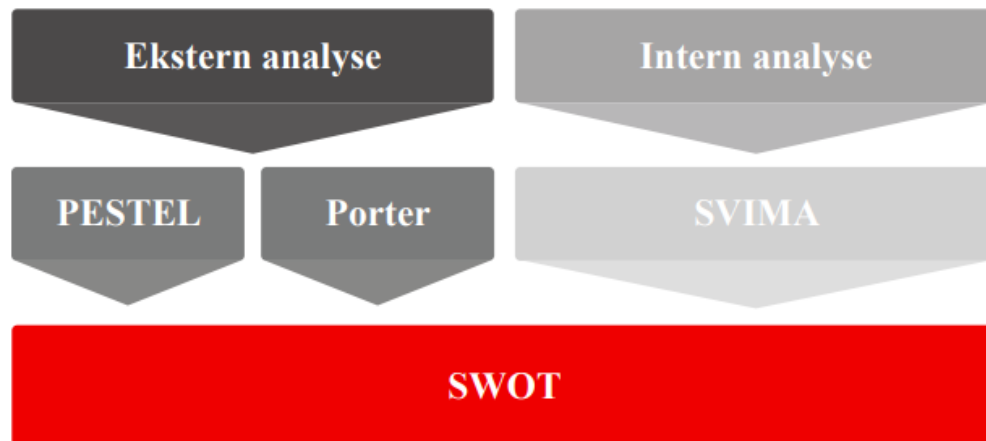 Ekstern analyse
Intern analyse
PESTEL
Porter
SVIMA
SWOT